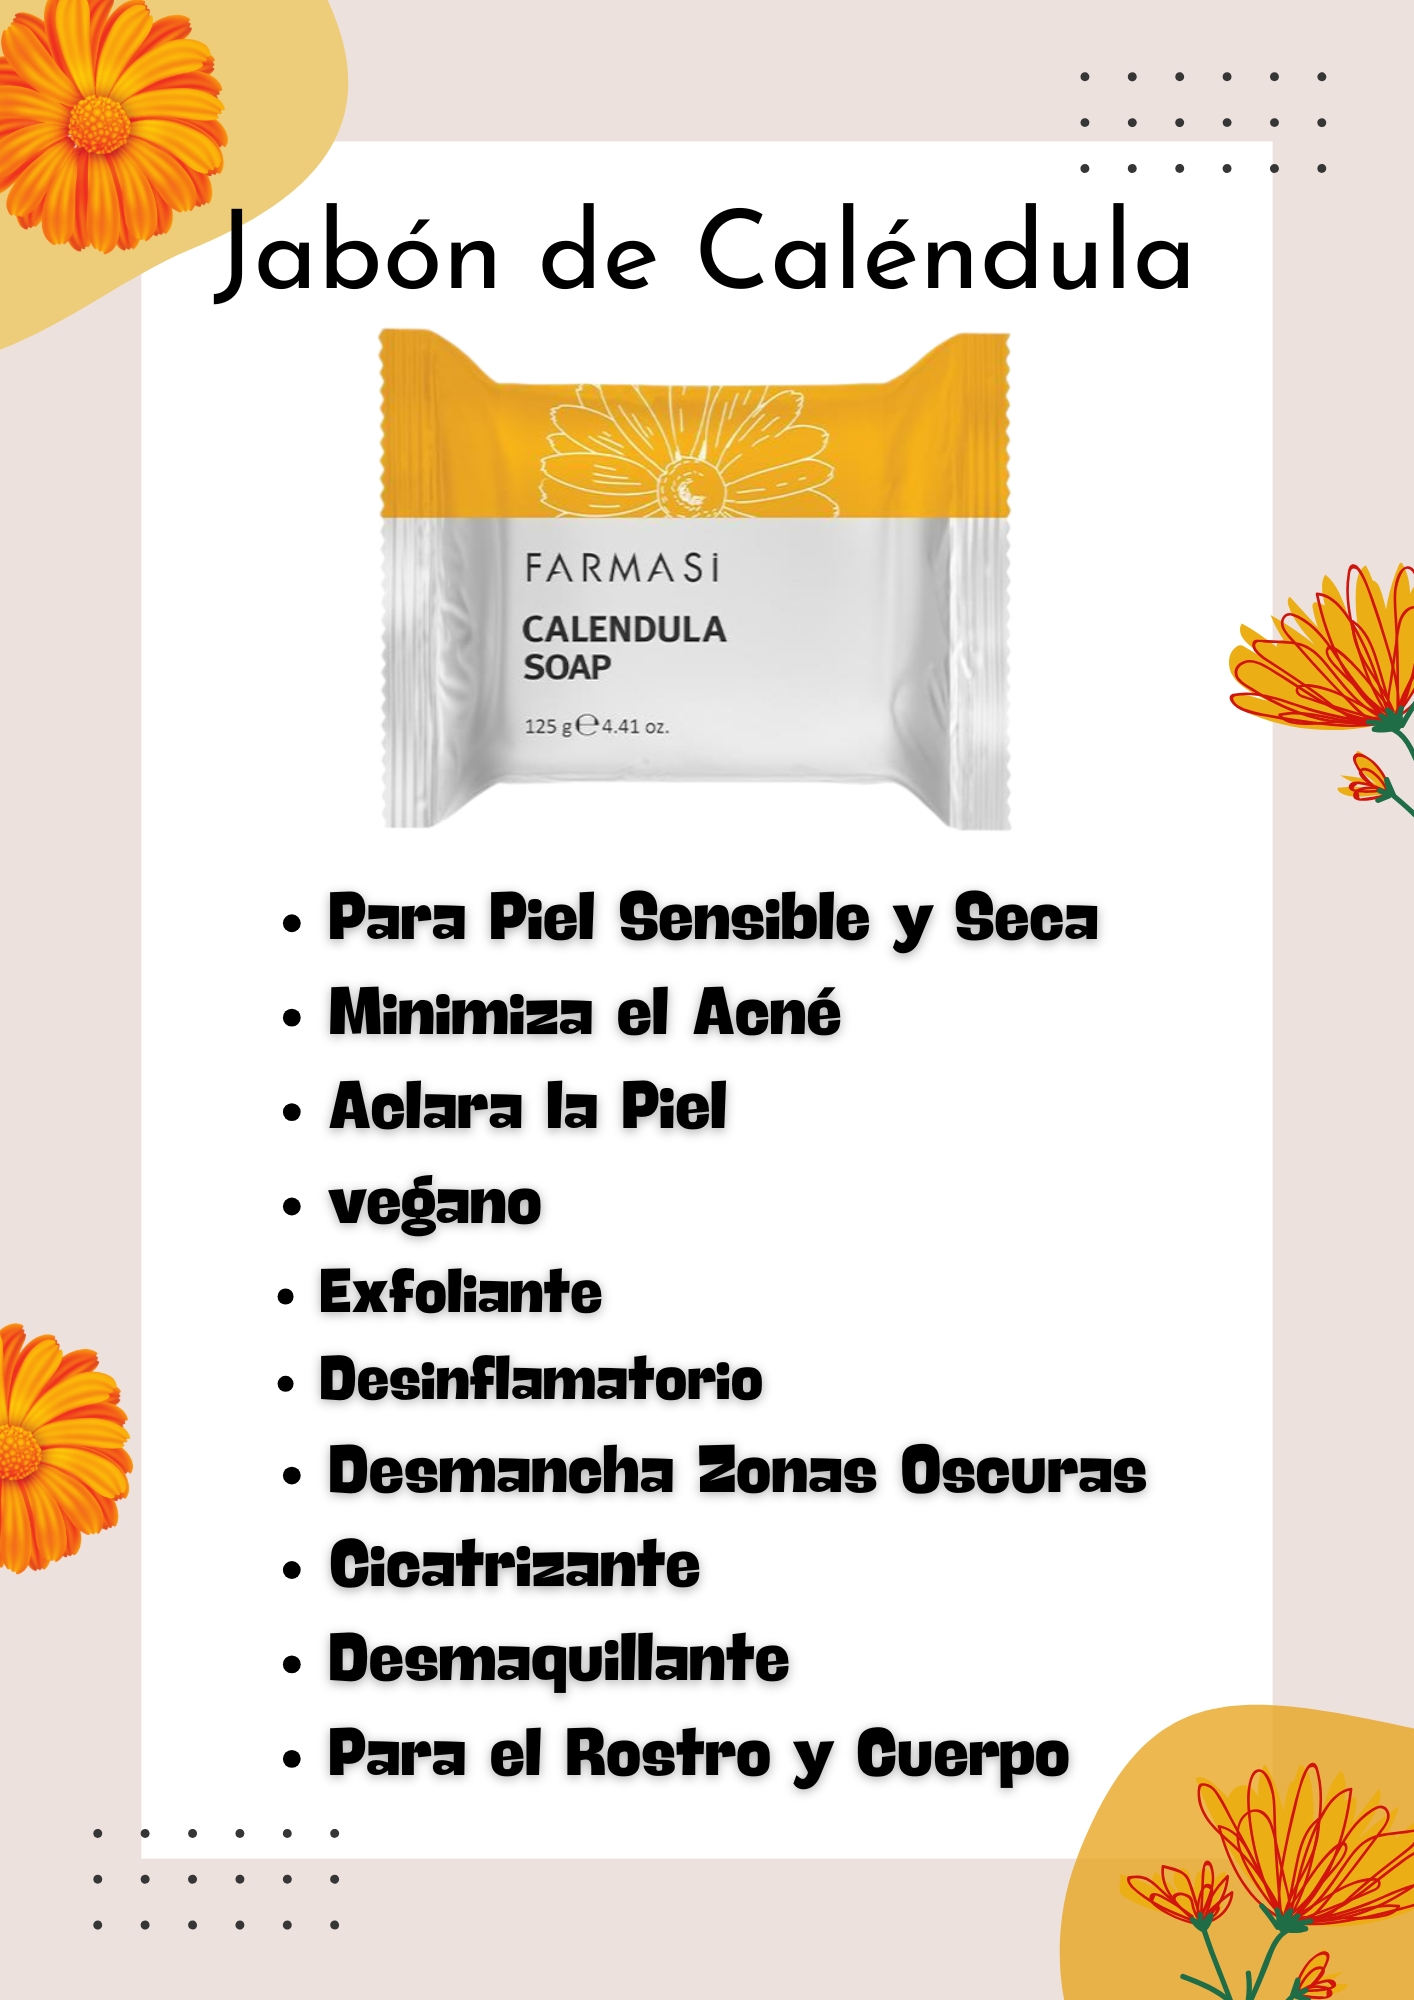 Jabón de Caléndula
FARMASi
CALENDULA
SOAP
125 g ℮ 4.41 oz.
• Para Piel Sensible y Seca
• Minimiza el Acné
• Aclara la Piel
• vegano
• Exfoliante
• Desinflamatorio
• Desmancha Zonas Oscuras
• Cicatrizante
• Desmaquillante
• Para el Rostro y Cuerpo